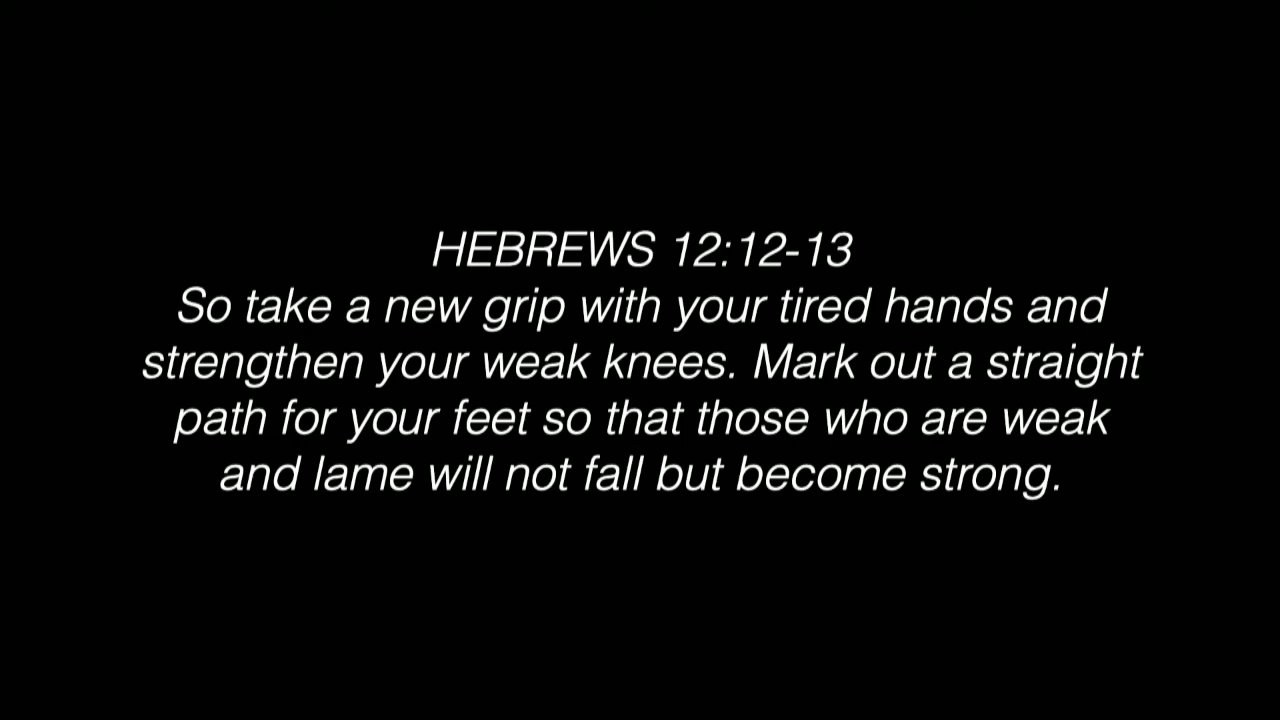 HEBREWS 12:12-13
So take a new grip with your tired hands and
strengthen your weak knees. Mark out a straight
path for your feet so that those who are weak
and lame will not fall but become strong.